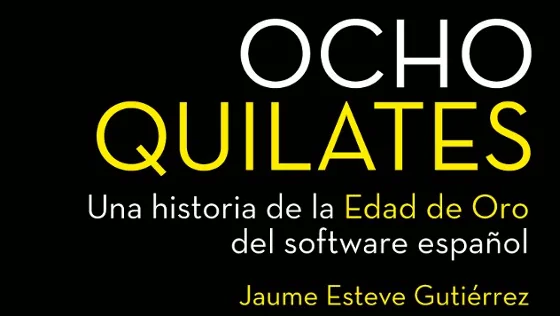 OCHO
QUILATES
Una historia de la Edad de Oro
del software español
Jaume Esteve Gutiérrez